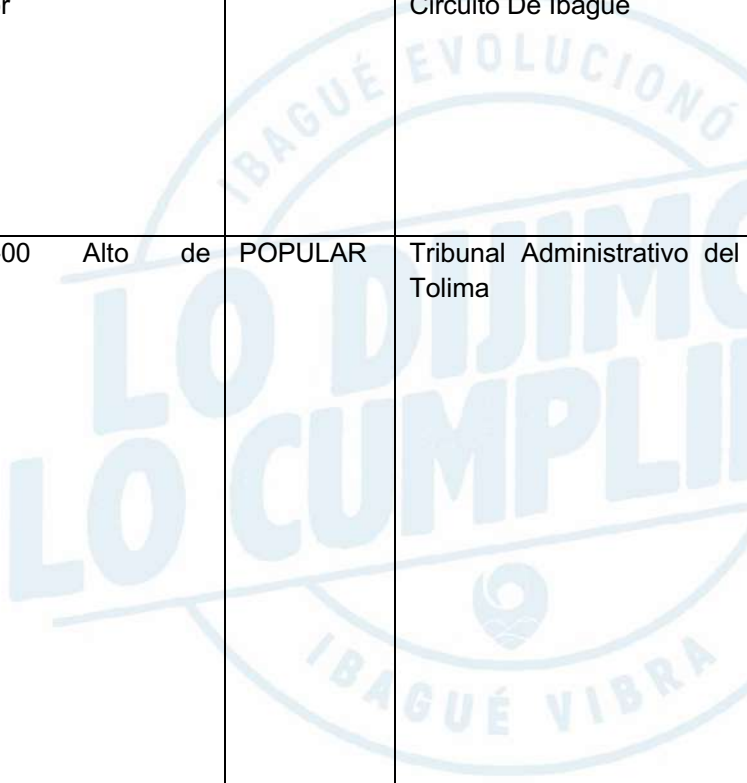 Circuito De Ibagué
IBAGUÉ EVOLUCIONÓ
00 Alto de POPULAR Tribunal Administrativo del
Tolima
LO DIJIMO
LO CUMPLI
IBAGUÉ VIBRA